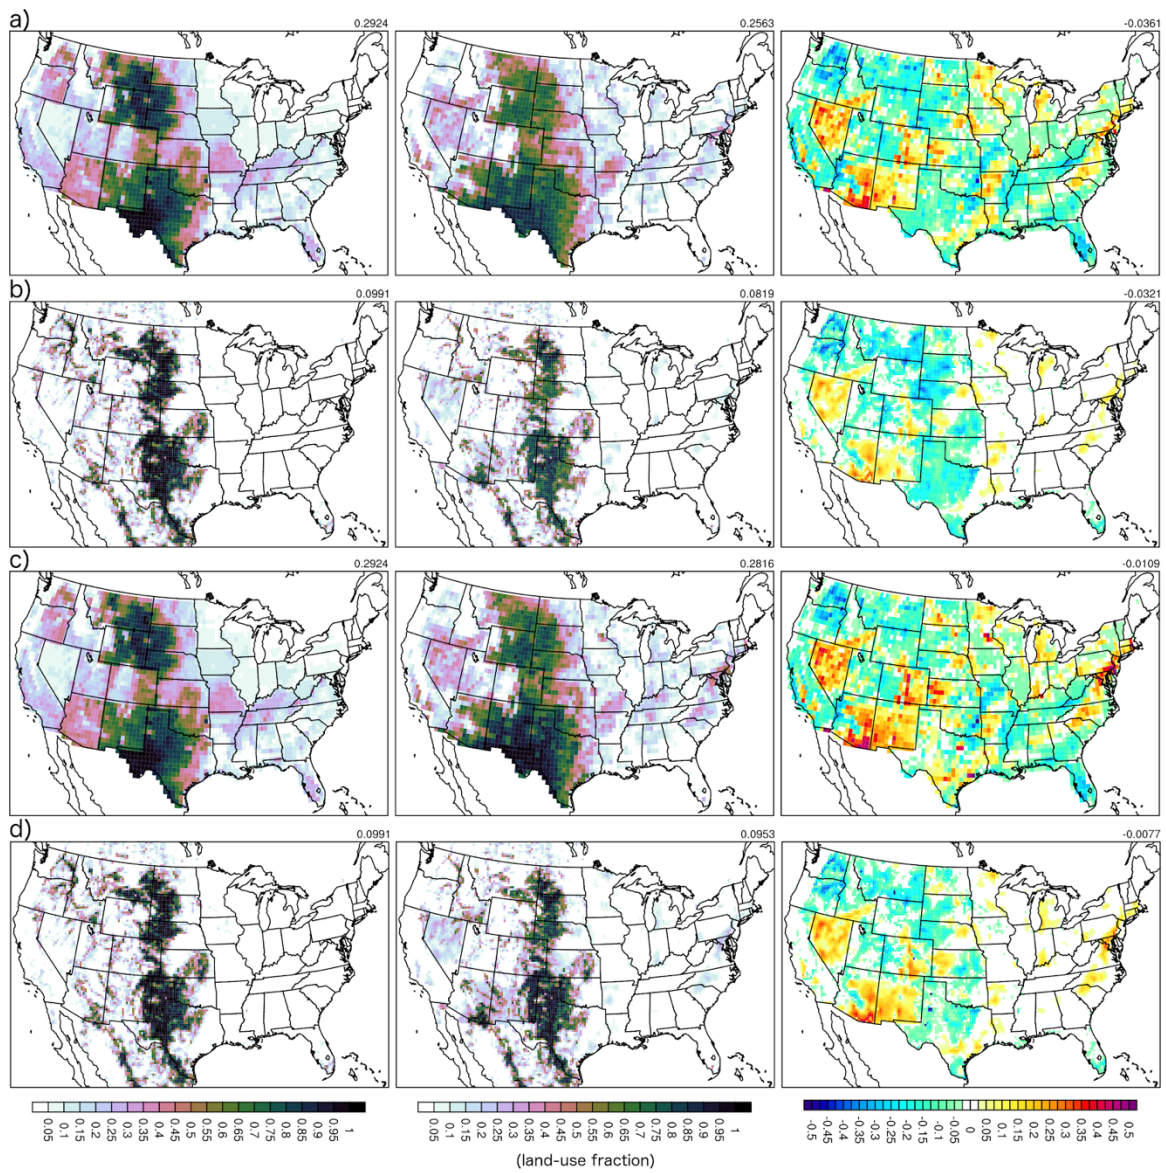 a) 0.2924 0.2563 -0.0361
b) 0.0991 0.0819 -0.0321
c) 0.2924 0.2816 -0.0109
d) 0.0991 0.0953 -0.0077
0.05 0.1 0.15 0.2 0.25 0.3 0.35 0.4 0.45 0.5 0.55 0.6 0.65 0.7 0.75 0.8 0.85 0.9 0.95 1
0.05 0.1 0.15 0.2 0.25 0.3 0.35 0.4 0.45 0.5 0.55 0.6 0.65 0.7 0.75 0.8 0.85 0.9 0.95 1
-0.5 -0.45 -0.4 -0.35 -0.3 -0.25 -0.2 -0.15 -0.1 -0.05 0 0.05 0.1 0.15 0.2 0.25 0.3 0.35 0.4 0.45 0.5
(land-use fraction)